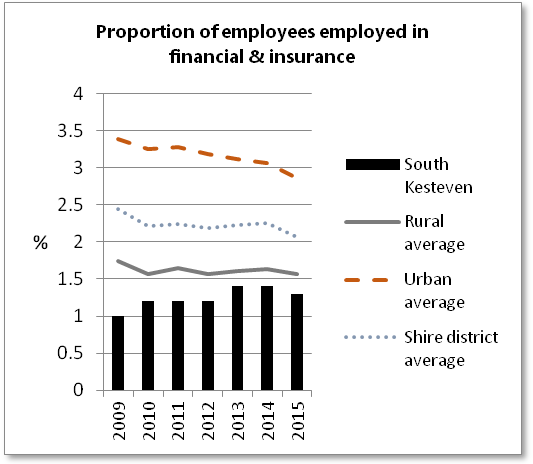 Proportion of employees employed in
financial & insurance
4
3.5
3
2.5
2
1.5
1
0.5
0
%
2009
2010
2011
2012
2013
2014
2015
South
Kesteven
Rural
average
Urban
average
Shire district
average